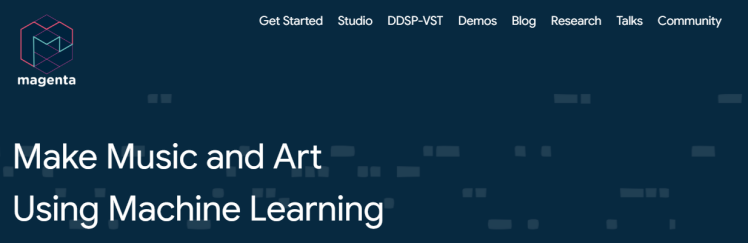 Get Started Studio DDSP-VST Demos Blog Research Talks Community
magenta
Make Music and Art
Using Machine Learning